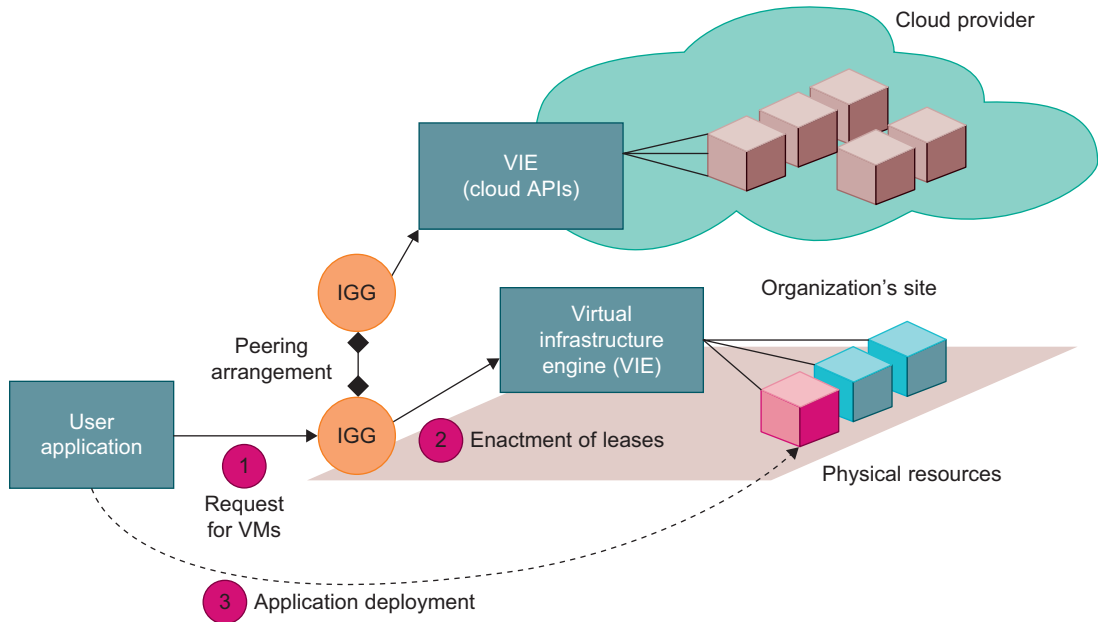 Cloud provider
VIE
(cloud APIs)
IGG
Organization’s site
Virtual
infrastructure
engine (VIE)
Peering
arrangement
User
application
IGG
2 Enactment of leases
1
Request
for VMs
Physical resources
3 Application deployment